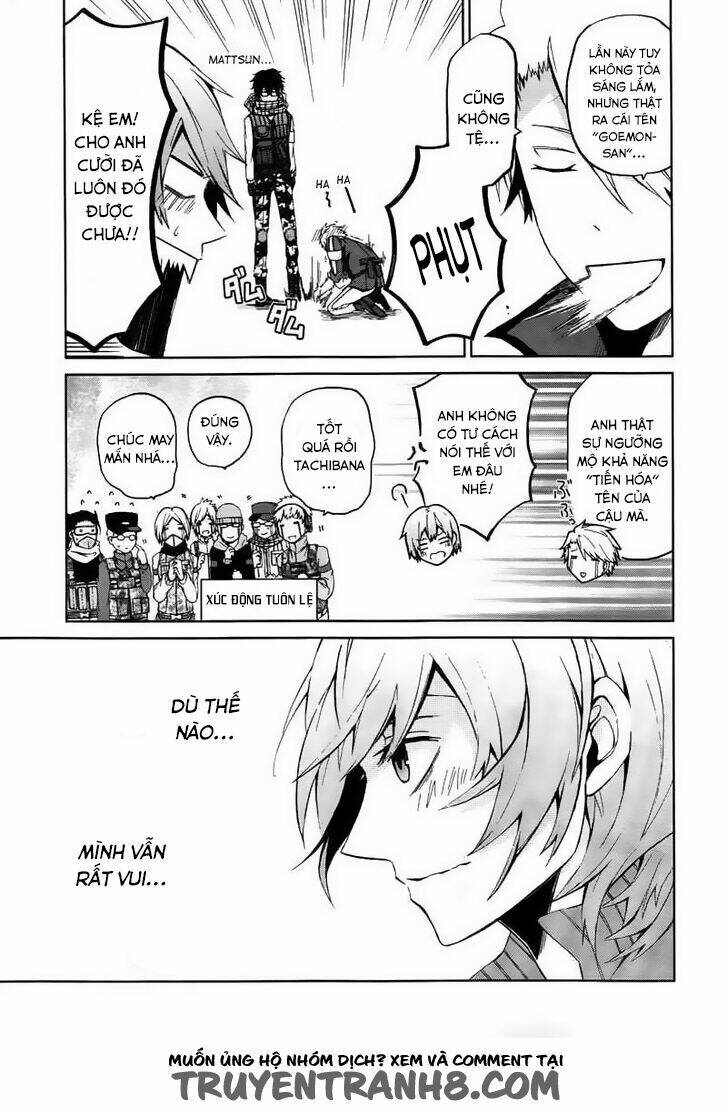 LẦN NÀY TUY
KHÔNG TỎA
SÁNG LẮM,
NHƯNG THẬT
RA CÁI TÊN
"GOEMON-
SAN"...
CŨNG
KHÔNG
TỆ...
PHỤT
MATTSUN...
HA HA
ダム
ダム
KỆ EM!
CHO ANH
CƯỜI ĐÃ
LUÔN ĐÓ
ĐƯỢC
CHƯA!!
ANH THẬT
SỰ NGƯỠNG
MỘ KHẢ NĂNG
"TIẾN HÓA"
TÊN CỦA
CẬU MÀ.
ANH KHÔNG
CÓ TƯ CÁCH
NÓI THẾ VỚI
EM ĐÂU
NHÉ!
TỐT
QUÁ RỒI
TACHIBANA
...
ĐÚNG
VẬY.
CHÚC MAY
MẮN NHÁ...
XÚC ĐỘNG TUÔN LỆ
DÙ THẾ
NÀO...
MÌNH VẪN
RẤT VUI...
MUỐN ỦNG HỘ NHÓM DỊCH? XEM VÀ COMMENT TẠI
TRUYENTRANH8.COM